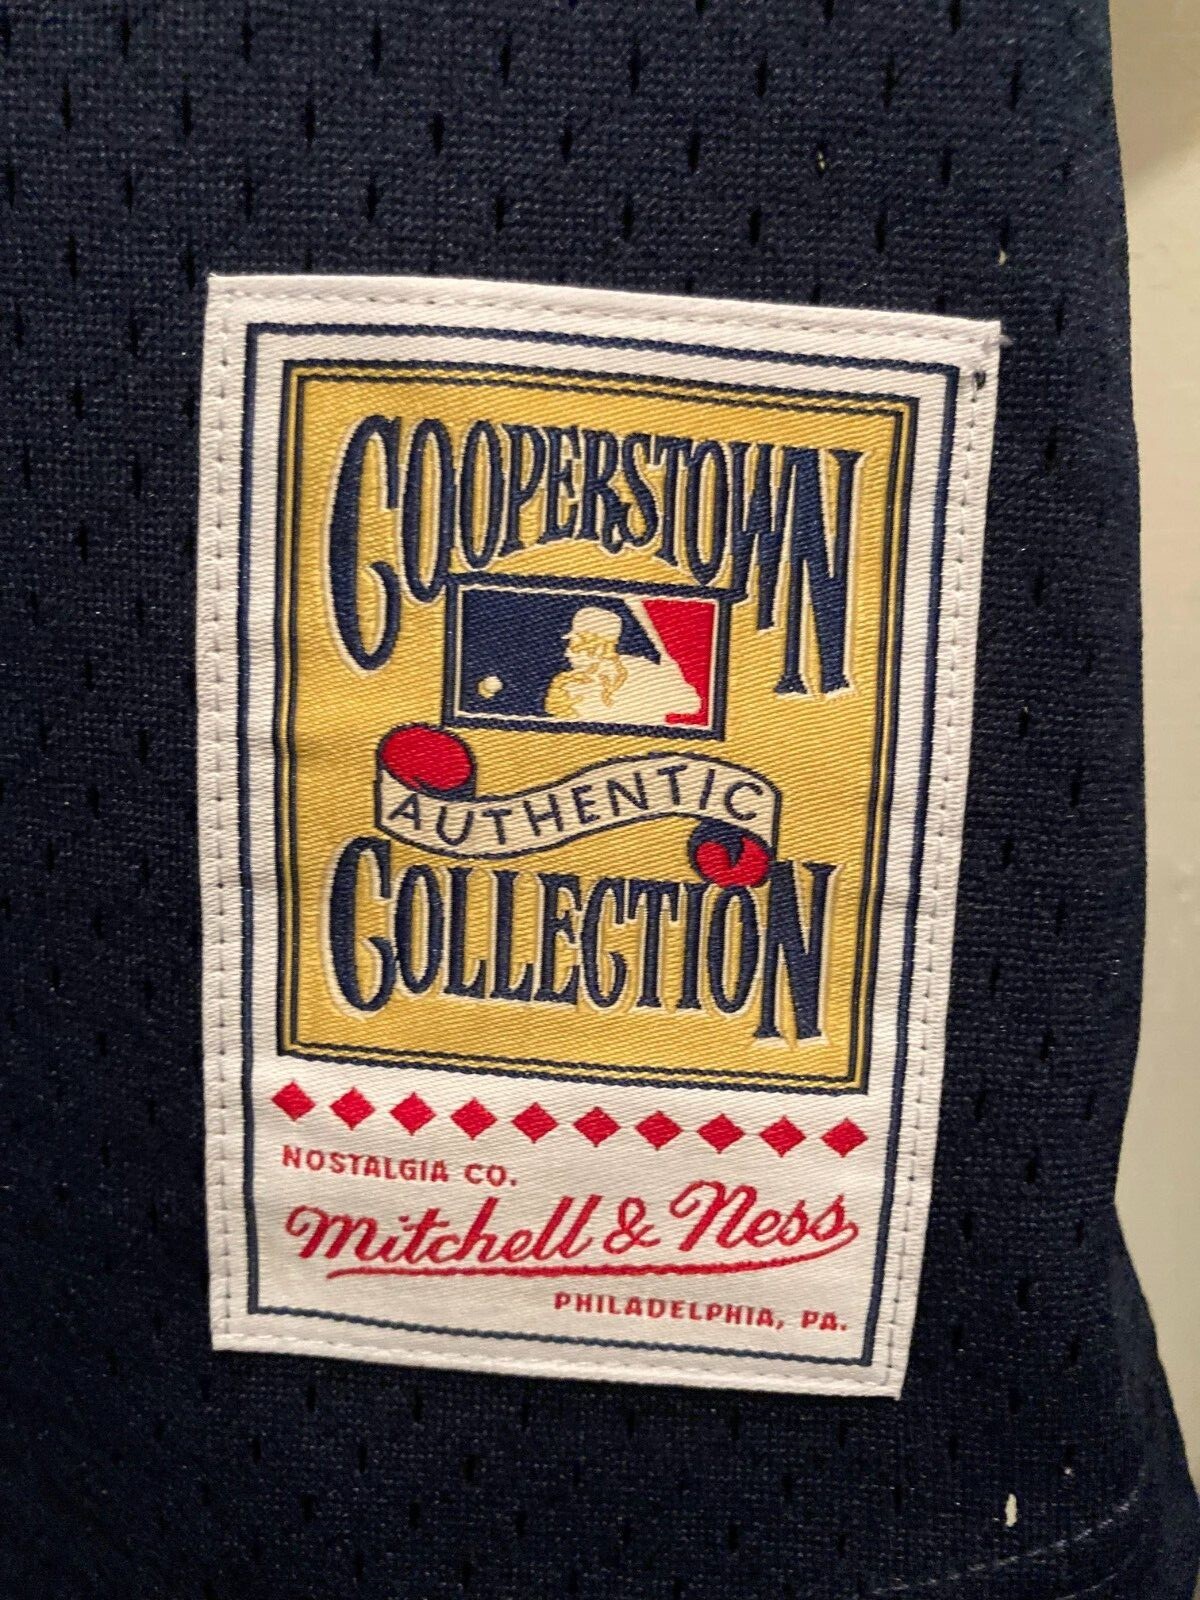 COOPERSTOWN
AUTHENTIC
COLLECTION
NOSTALGIA CO.
Mitchell & Ness
PHILADELPHIA, PA.